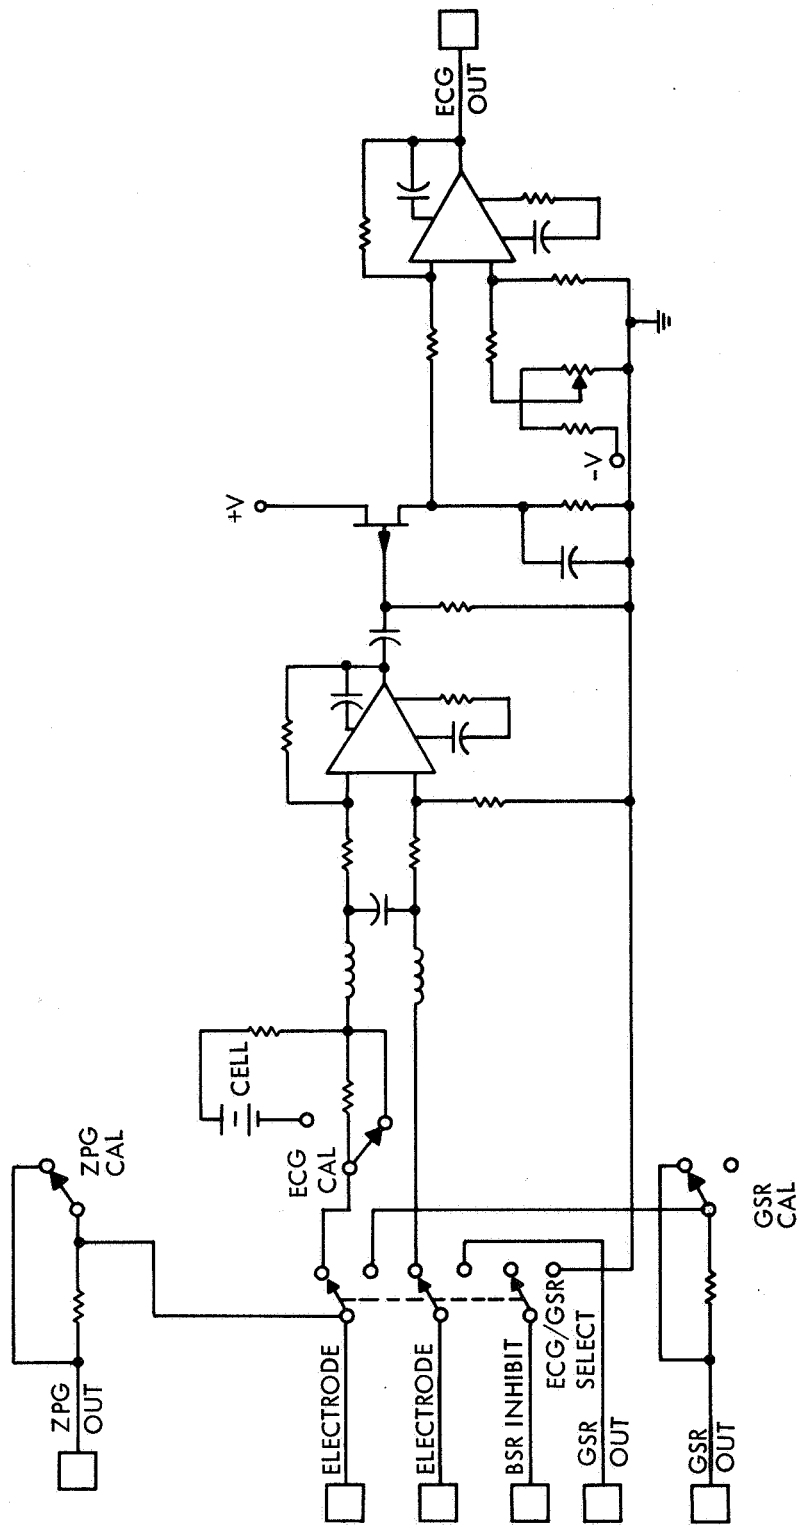 ECG
OUT
+V
-V
CELL
ZPG
CAL
ECG
CAL
GSR
CAL
ZPG
OUT
ELECTRODE
ELECTRODE
BSR INHIBIT
ECG/GSR
SELECT
GSR
OUT
GSR
OUT